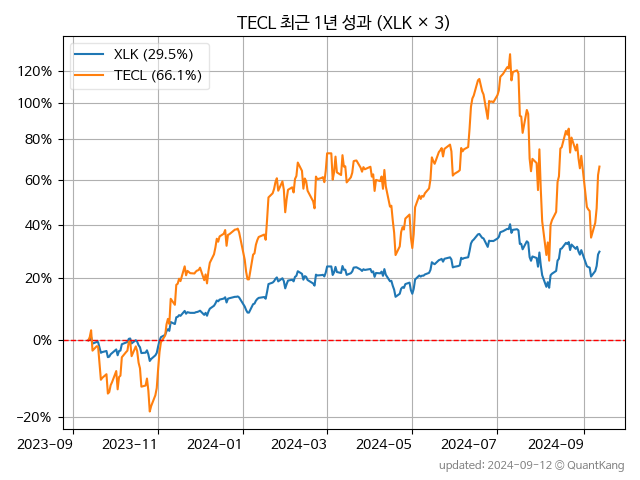 TECL 최근 1년 성과 (XLK × 3)
XLK (29.5%)
TECL (66.1%)
120%
100%
80%
60%
40%
20%
0%
−20%
2023-09 2023-11 2024-01 2024-03 2024-05 2024-07 2024-09
updated: 2024-09-12 © QuantKang